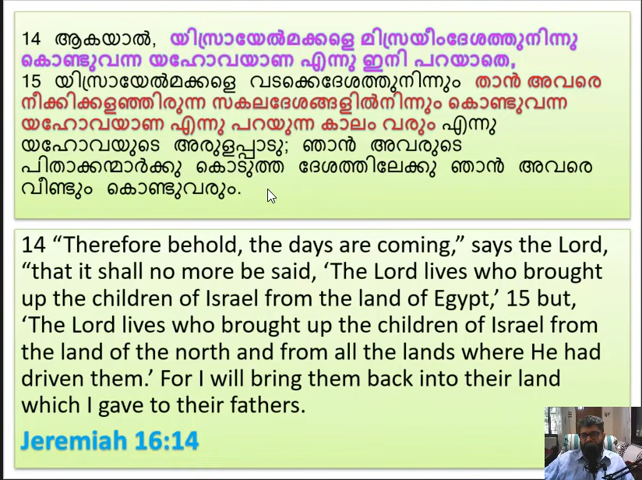 14 ആകയാൽ, യിസ്രായേൽമക്കളെ മിസ്രയീംദേശത്തുനിന്നു
കൊണ്ടുവന്ന യഹോവയാണ എന്നു ഇനി പറയാതെ,
15 യിസ്രായേൽമക്കളെ വടക്കെദേശത്തുനിന്നും താൻ അവരെ
നീക്കിക്കളഞ്ഞിരുന്ന സകലദേശങ്ങളിൽനിന്നും കൊണ്ടുവന്ന
യഹോവയാണ എന്നു പറയുന്ന കാലം വരും എന്നു
യഹോവയുടെ അരുളപ്പാടു; ഞാൻ അവരുടെ
പിതാക്കന്മാർക്കു കൊടുത്ത ദേശത്തിലേക്കു ഞാൻ അവരെ
വീണ്ടും കൊണ്ടുവരും.
14 “Therefore behold, the days are coming,” says the Lord,
“that it shall no more be said, ‘The Lord lives who brought
up the children of Israel from the land of Egypt,’ 15 but,
‘The Lord lives who brought up the children of Israel from
the land of the north and from all the lands where He had
driven them.’ For I will bring them back into their land
which I gave to their fathers.
Jeremiah 16:14